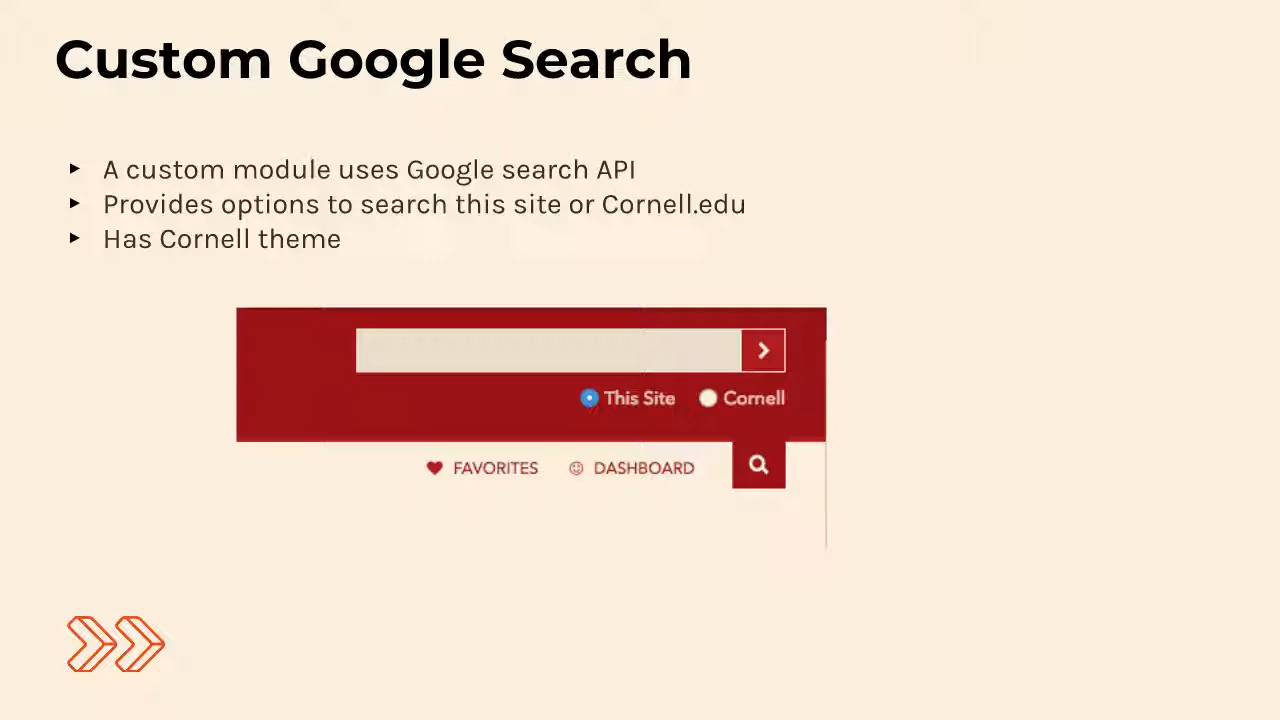 Custom Google Search
A custom module uses Google search API
Provides options to search this site or Cornell.edu
Has Cornell theme
This Site Cornell
FAVORITES DASHBOARD